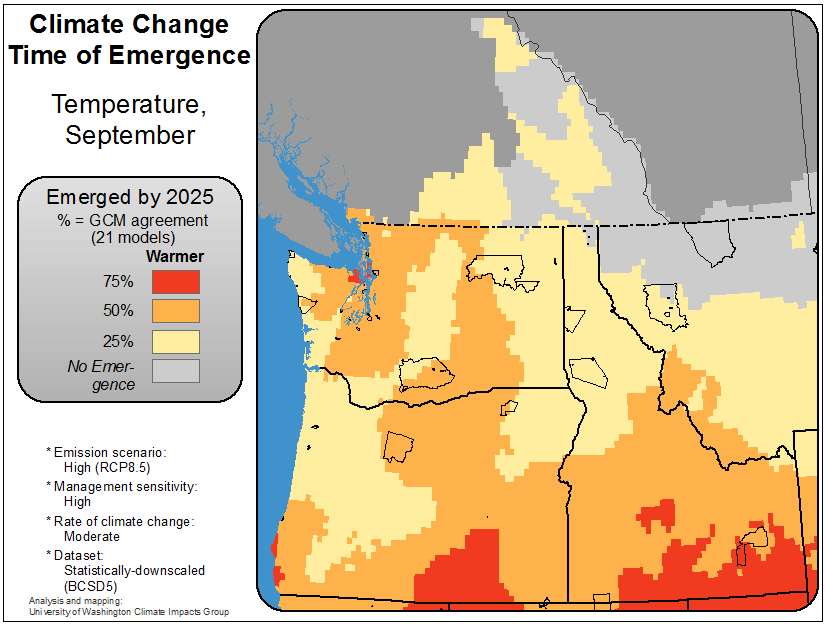 Climate Change
Time of Emergence
Temperature,
September
Emerged by 2025
% = GCM agreement
(21 models)
Warmer
75%
50%
25%
No Emer-
gence
* Emission scenario:
High (RCP8.5)
* Management sensitivity:
High
* Rate of climate change:
Moderate
* Dataset:
Statistically-downscaled
(BCSD5)
Analysis and mapping:
University of Washington Climate Impacts Group